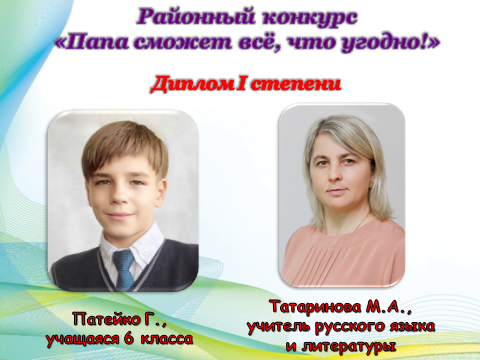 Районный конкурс
«Папа сможет всё, что угодно!»
Диплом I степени
Патейко Г.,
учащаяся 6 класса
Татаринова М.А.,
учитель русского языка
и литературы